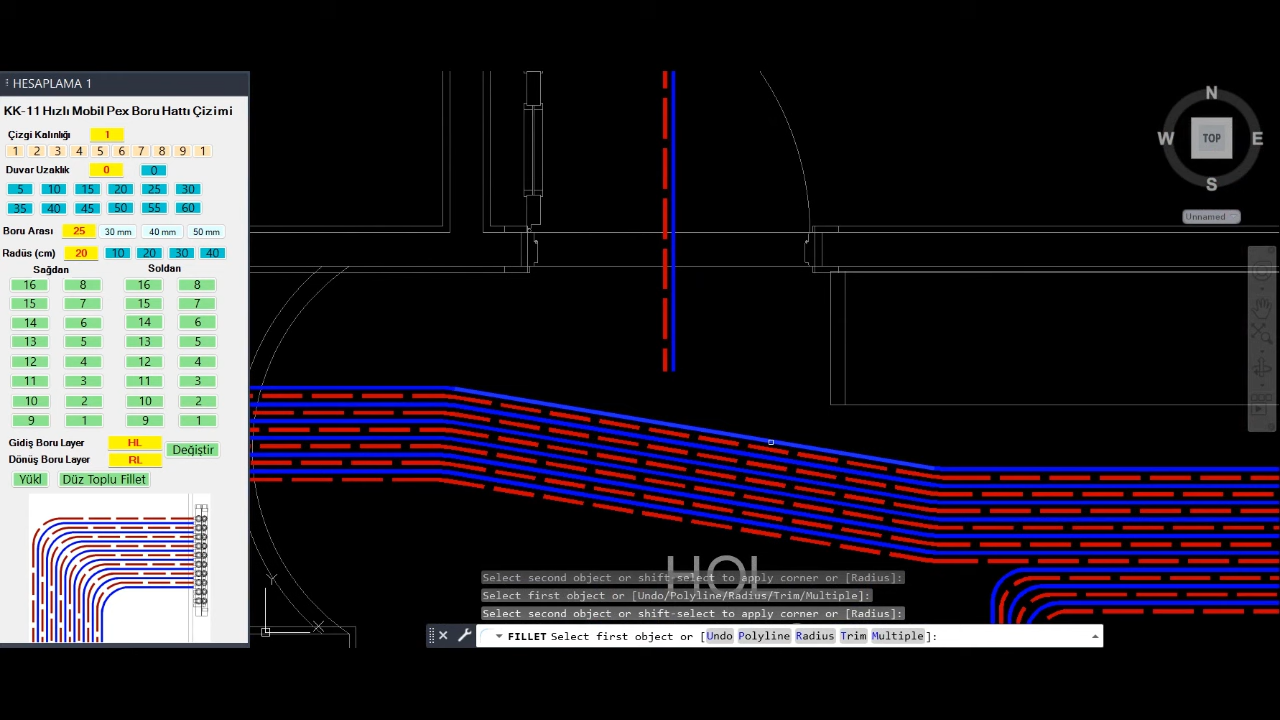 HESAPLAMA 1
KK-11 Hızlı Mobil Pex Boru Hattı Çizimi
Çizgi Kalınlığı 1
1 2 3 4 5 6 7 8 9 1
Duvar Uzaklık 0 0
5 10 15 20 25 30
35 40 45 50 55 60
Boru Arası 25 30 mm 40 mm 50 mm
Radüs (cm) 20 10 20 30 40
Sağdan Soldan
16 8 16 8
15 7 15 7
14 6 14 6
13 5 13 5
12 4 12 4
11 3 11 3
10 2 10 2
9 1 9 1
Gidiş Boru Layer HL
Dönüş Boru Layer RL
Değiştir
Yükl Düz Toplu Fillet
N
W TOP E
S
Unnamed
HOL
Y
X
Select second object or shift-select to apply corner or [Radius]:
Select first object or [Undo/Polyline/Radius/Trim/Multiple]:
Select second object or shift-select to apply corner or [Radius]:
FILLET Select first object or [Undo Polyline Radius Trim Multiple]: